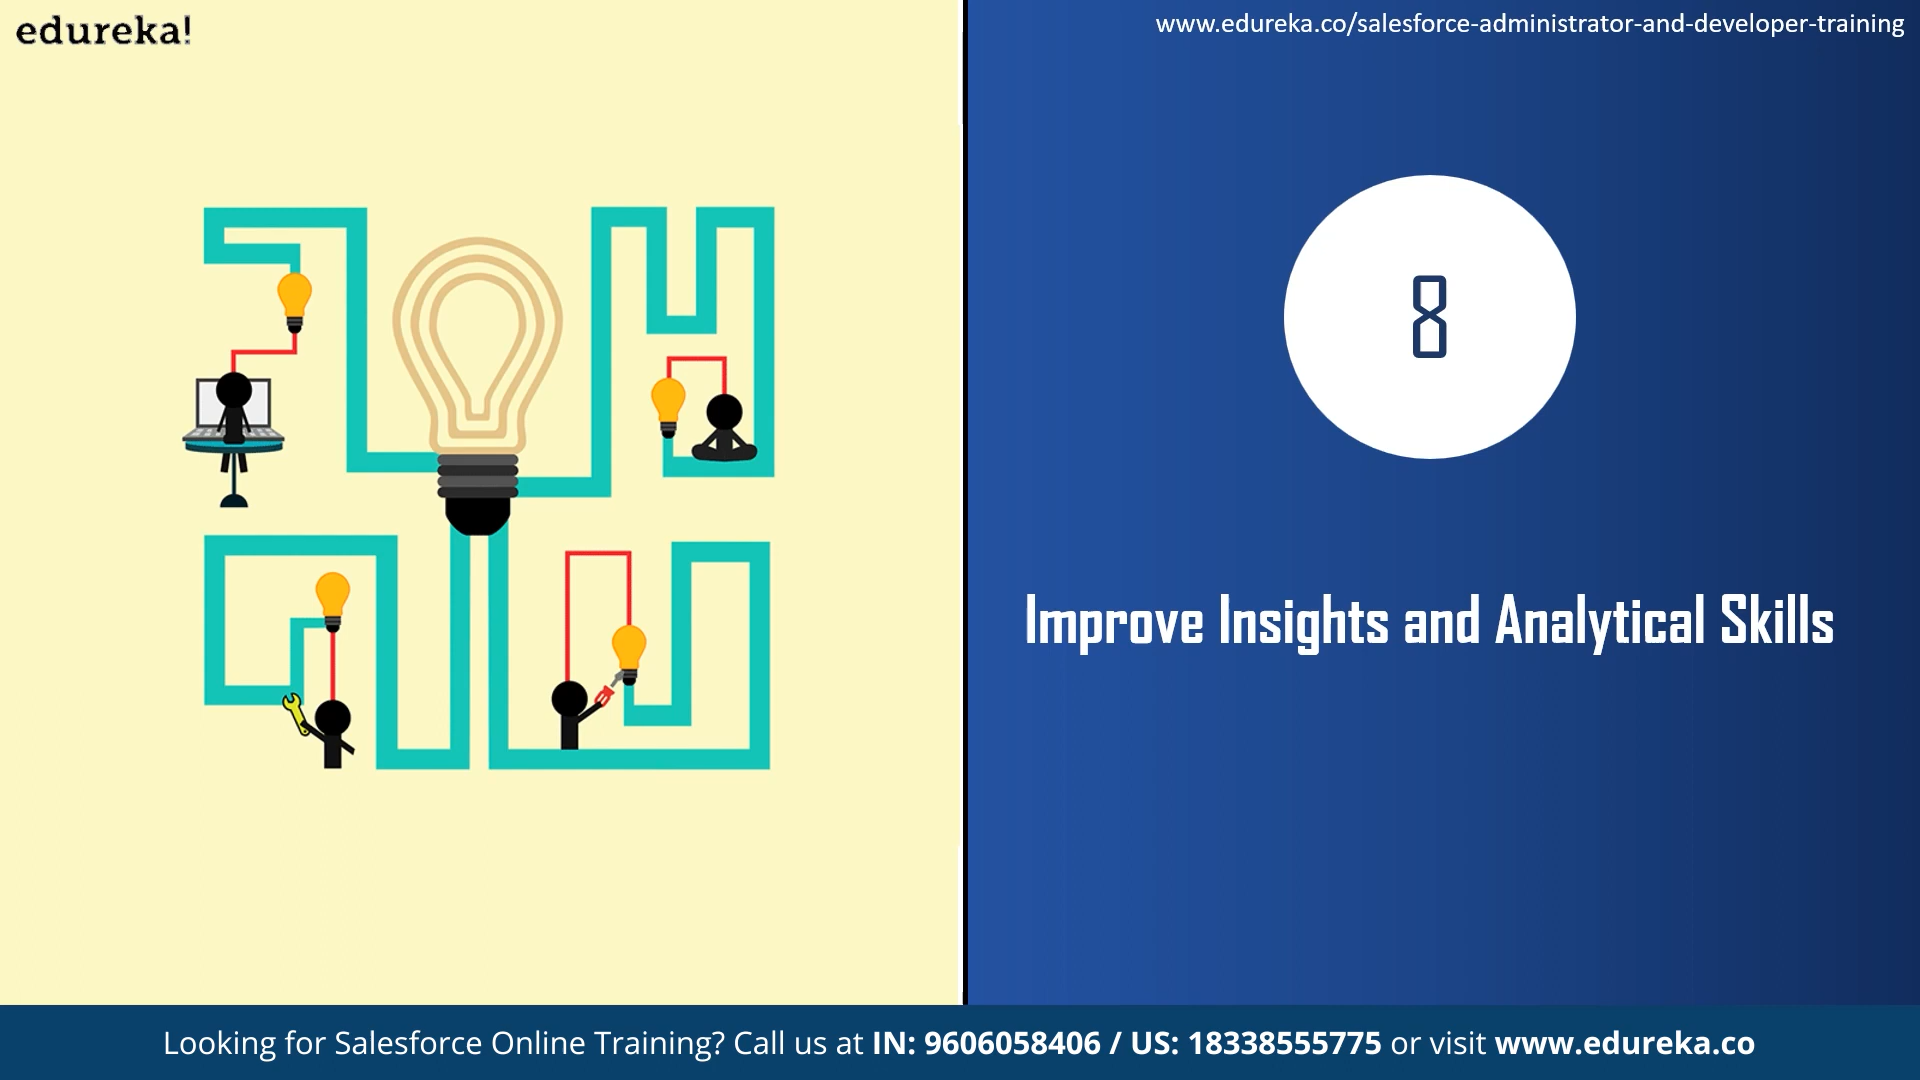 edureka!
www.edureka.co/salesforce-administrator-and-developer-training
8
Improve Insights and Analytical Skills
Looking for Salesforce Online Training? Call us at IN: 9606058406 / US: 18338555775 or visit www.edureka.co